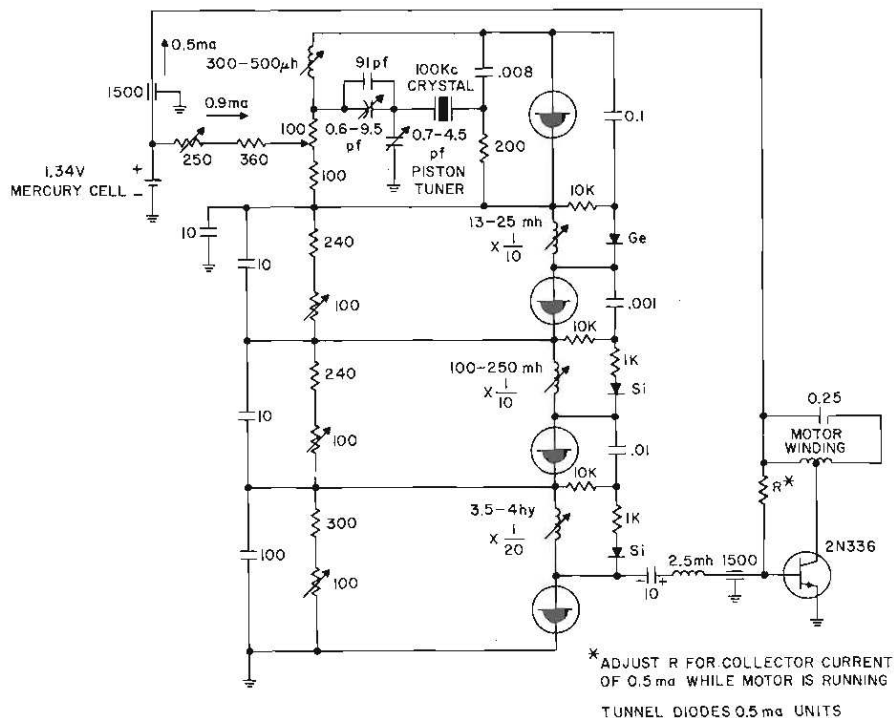 0.5ma
1500
0.9ma
250
360
1.34V
MERCURY CELL
+
-
300-500μh
91pf
100Kc
CRYSTAL
.008
0.1
100
0.6-9.5
pf
0.7-4.5
pf
PISTON
TUNER
200
100
10K
13-25 mh
X 1/10
Ge
10
10
240
100
.001
10K
1K
100-250 mh
X 1/10
Si
240
10
100
.01
10K
0.25
MOTOR
WINDING
R*
3.5-4hy
X 1/20
1K
Si
300
100
100
2N336
2.5mh
1500
- +
10
*ADJUST R FOR COLLECTOR CURRENT
OF 0.5 ma WHILE MOTOR IS RUNNING
TUNNEL DIODES 0.5 ma UNITS